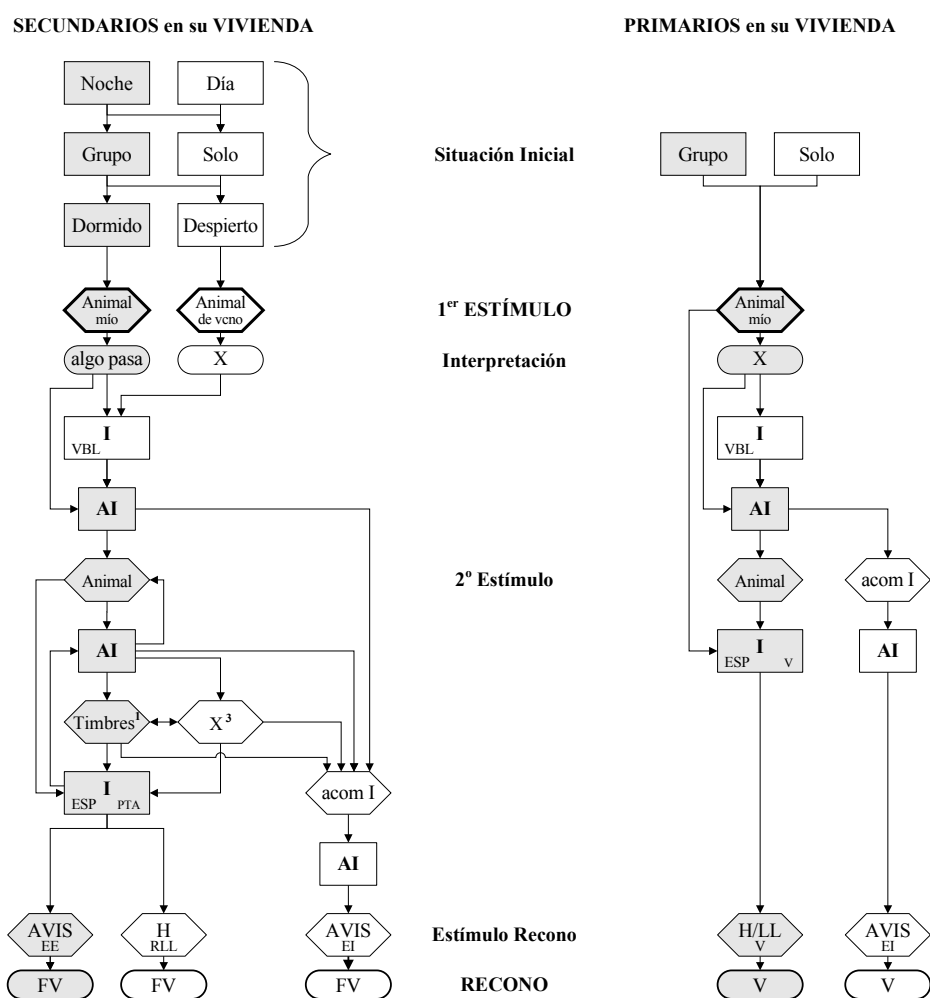 SECUNDARIOS en su VIVIENDA
PRIMARIOS en su VIVIENDA
Noche
Día
Grupo
Solo
Situación Inicial
Grupo
Solo
Dormido
Despierto
Animal
mío
Animal
de vcno
1er ESTÍMULO
Animal
mío
algo pasa
X
Interpretación
X
I
VBL
I
VBL
AI
AI
Animal
2º Estímulo
Animal
acom I
AI
I
ESP V
AI
Timbres1
X3
I
ESP PTA
acom I
AI
AVIS
EE
H
RLL
AVIS
EI
Estímulo Recono
H/LL
V
AVIS
EI
FV
FV
FV
RECONO
V
V